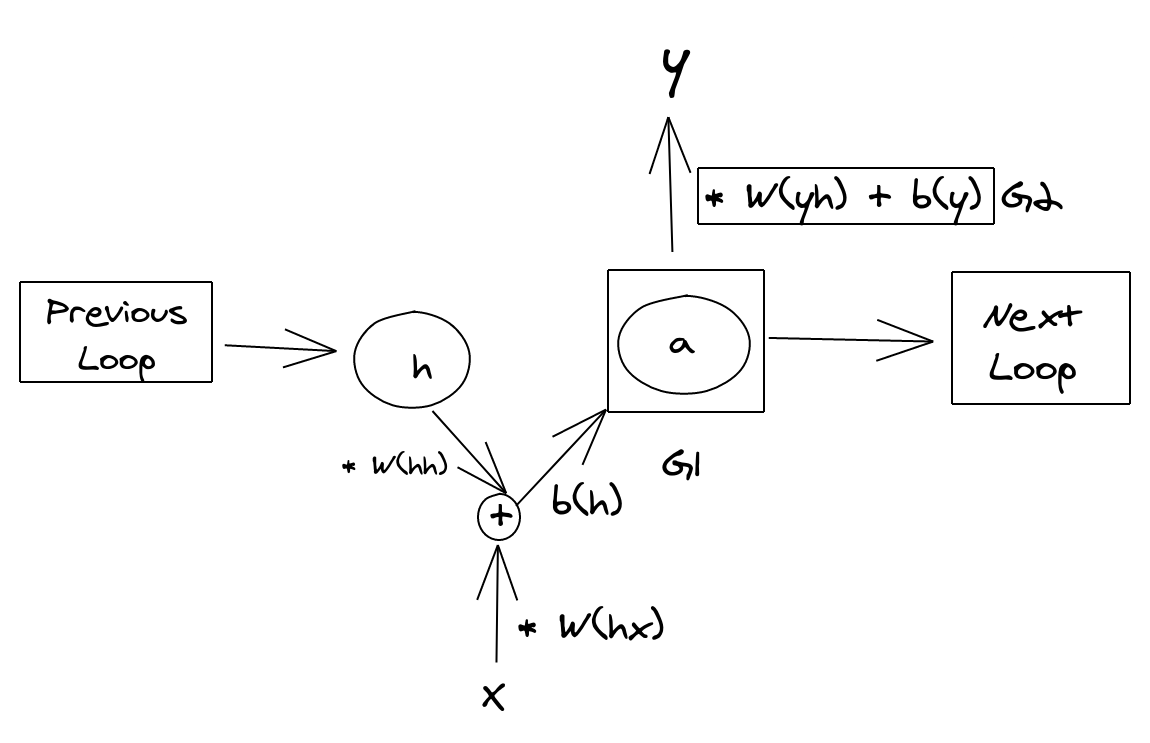 y
* W(yh) + b(y) G2
Previous
Loop
h
a
Next
Loop
* W(hh)
G1
b(h)
+
* W(hx)
x